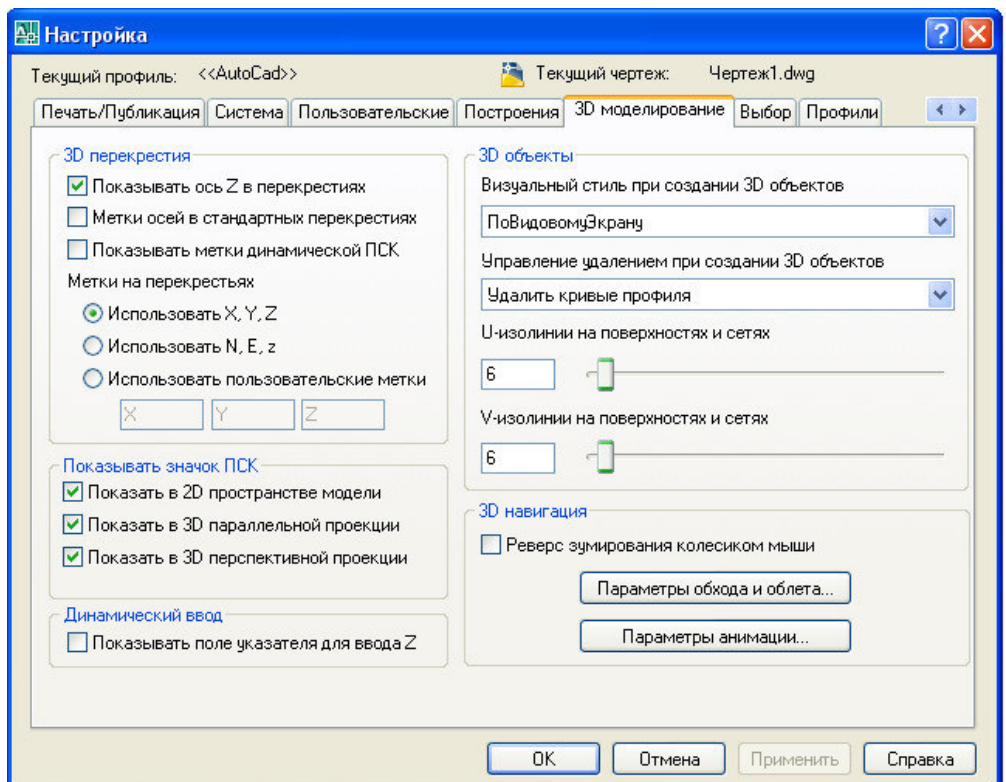 Настройка
Текущий профиль: <<AutoCad>> Текущий чертеж: Чертеж1.dwg
Печать/Публикация Система Пользовательские Построения 3D моделирование Выбор Профили
3D перекрестия
Показывать ось Z в перекрестиях
Метки осей в стандартных перекрестиях
Показывать метки динамической ПСК
Метки на перекрестьях
Использовать X, Y, Z
Использовать N, E, z
Использовать пользовательские метки
X Y Z
Показывать значок ПСК
Показать в 2D пространстве модели
Показать в 3D параллельной проекции
Показать в 3D перспективной проекции
Динамический ввод
Показывать поле указателя для ввода Z
3D объекты
Визуальный стиль при создании 3D объектов
ПоВидовомуЭкрану
Управление удалением при создании 3D объектов
Удалить кривые профиля
U-изолинии на поверхностях и сетях
6
V-изолинии на поверхностях и сетях
6
3D навигация
Реверс зумирования колесиком мыши
Параметры обхода и облета...
Параметры анимации...
OK Отмена Применить Справка